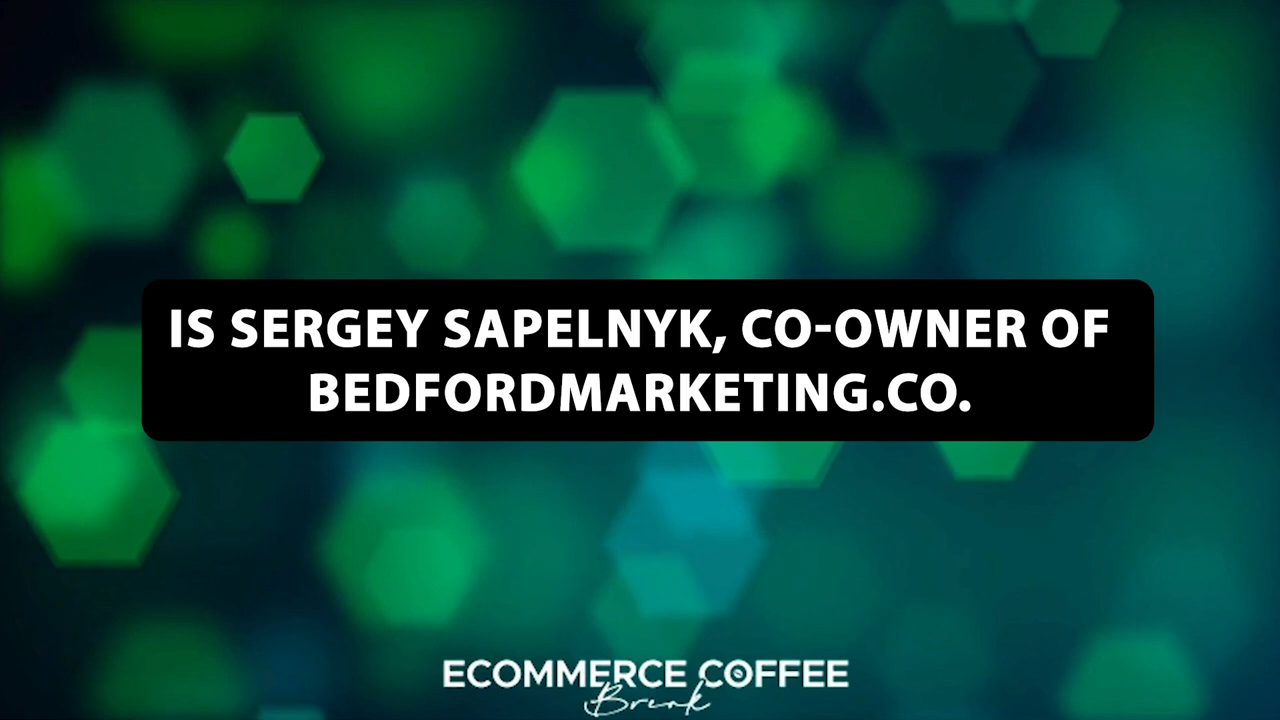 IS SERGEY SAPELNYK, CO-OWNER OF
BEDFORDMARKETING.CO.
ECOMMERCE COFFEE
Break